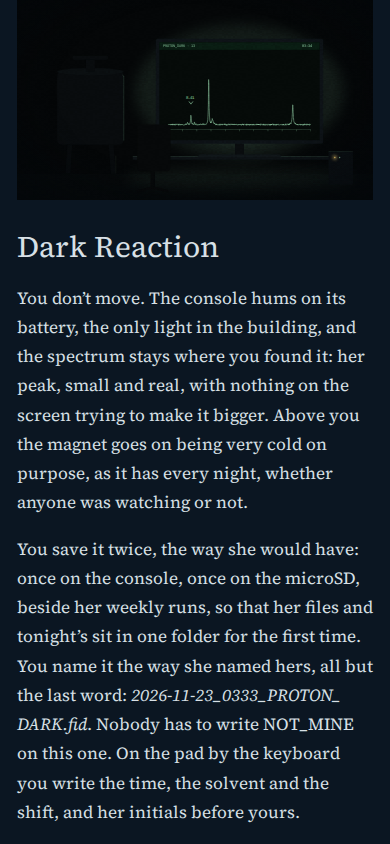 PROTON_DARK · 13
03:34
8.41
Dark Reaction
You don’t move. The console hums on its
battery, the only light in the building, and
the spectrum stays where you found it: her
peak, small and real, with nothing on the
screen trying to make it bigger. Above you
the magnet goes on being very cold on
purpose, as it has every night, whether
anyone was watching or not.
You save it twice, the way she would have:
once on the console, once on the microSD,
beside her weekly runs, so that her files and
tonight’s sit in one folder for the first time.
You name it the way she named hers, all but
the last word: 2026-11-23_0333_PROTON_
DARK.fid. Nobody has to write NOT_MINE
on this one. On the pad by the keyboard
you write the time, the solvent and the
shift, and her initials before yours.